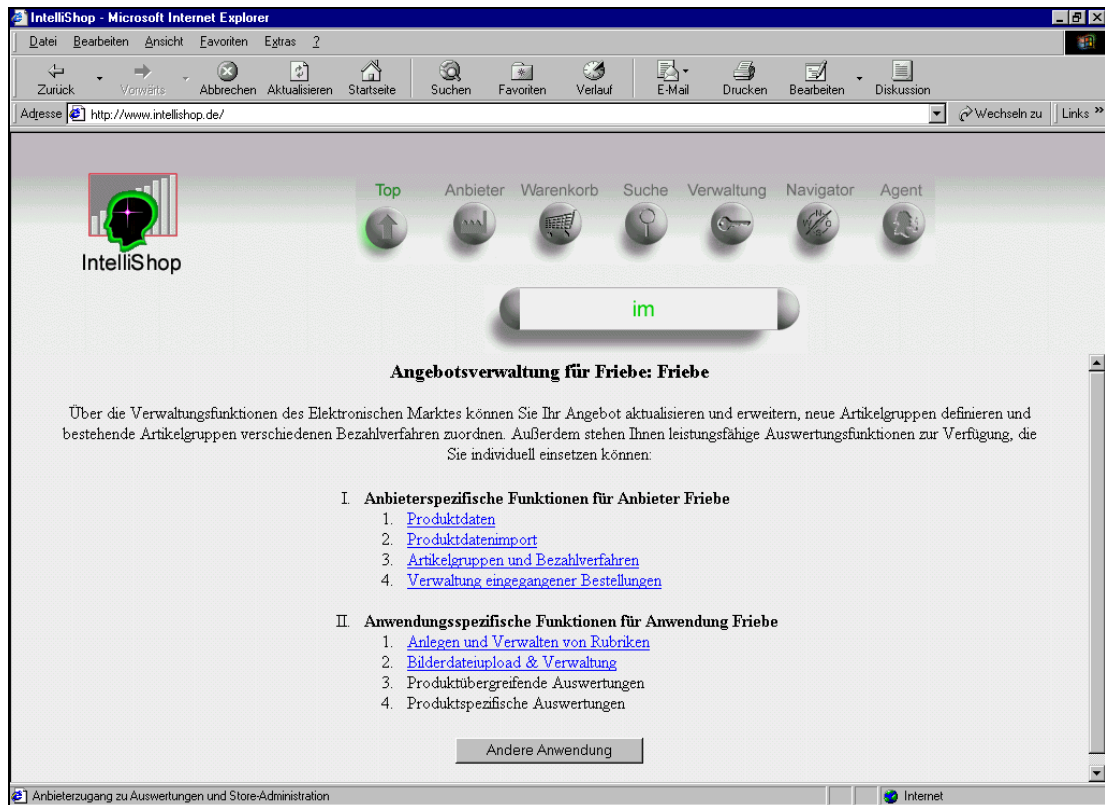 IntelliShop - Microsoft Internet Explorer
Datei Bearbeiten Ansicht Favoriten Extras ?
Zurück Vorwärts Abbrechen Aktualisieren Startseite Suchen Favoriten Verlauf E-Mail Drucken Bearbeiten Diskussion
Adresse http://www.intellishop.de/ Wechseln zu Links »
Top Anbieter Warenkorb Suche Verwaltung Navigator Agent
IntelliShop
im
Angebotsverwaltung für Friebe: Friebe
Über die Verwaltungsfunktionen des Elektronischen Marktes können Sie Ihr Angebot aktualisieren und erweitern, neue Artikelgruppen definieren und
bestehende Artikelgruppen verschiedenen Bezahlverfahren zuordnen. Außerdem stehen Ihnen leistungsfähige Auswertungsfunktionen zur Verfügung, die
Sie individuell einsetzen können:
I. Anbieterspezifische Funktionen für Anbieter Friebe
1. Produktdaten
2. Produktdatenimport
3. Artikelgruppen und Bezahlverfahren
4. Verwaltung eingegangener Bestellungen
II. Anwendungsspezifische Funktionen für Anwendung Friebe
1. Anlegen und Verwalten von Rubriken
2. Bilderdateiupload & Verwaltung
3. Produktübergreifende Auswertungen
4. Produktspezifische Auswertungen
Andere Anwendung
Anbieterzugang zu Auswertungen und Store-Administration Internet